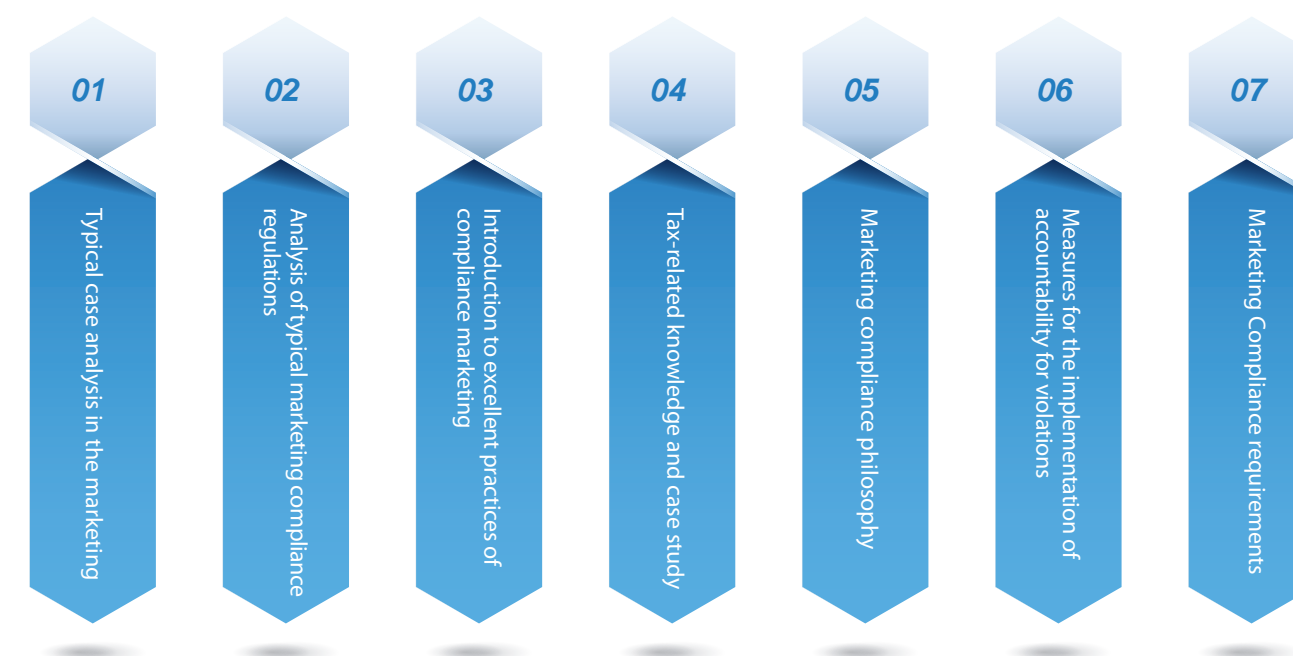 01
Typical case analysis in the marketing
02
Analysis of typical marketing compliance
regulations
03
Introduction to excellent practices of
compliance marketing
04
Tax-related knowledge and case study
05
Marketing compliance philosophy
06
Measures for the implementation of
accountability for violations
07
Marketing Compliance requirements